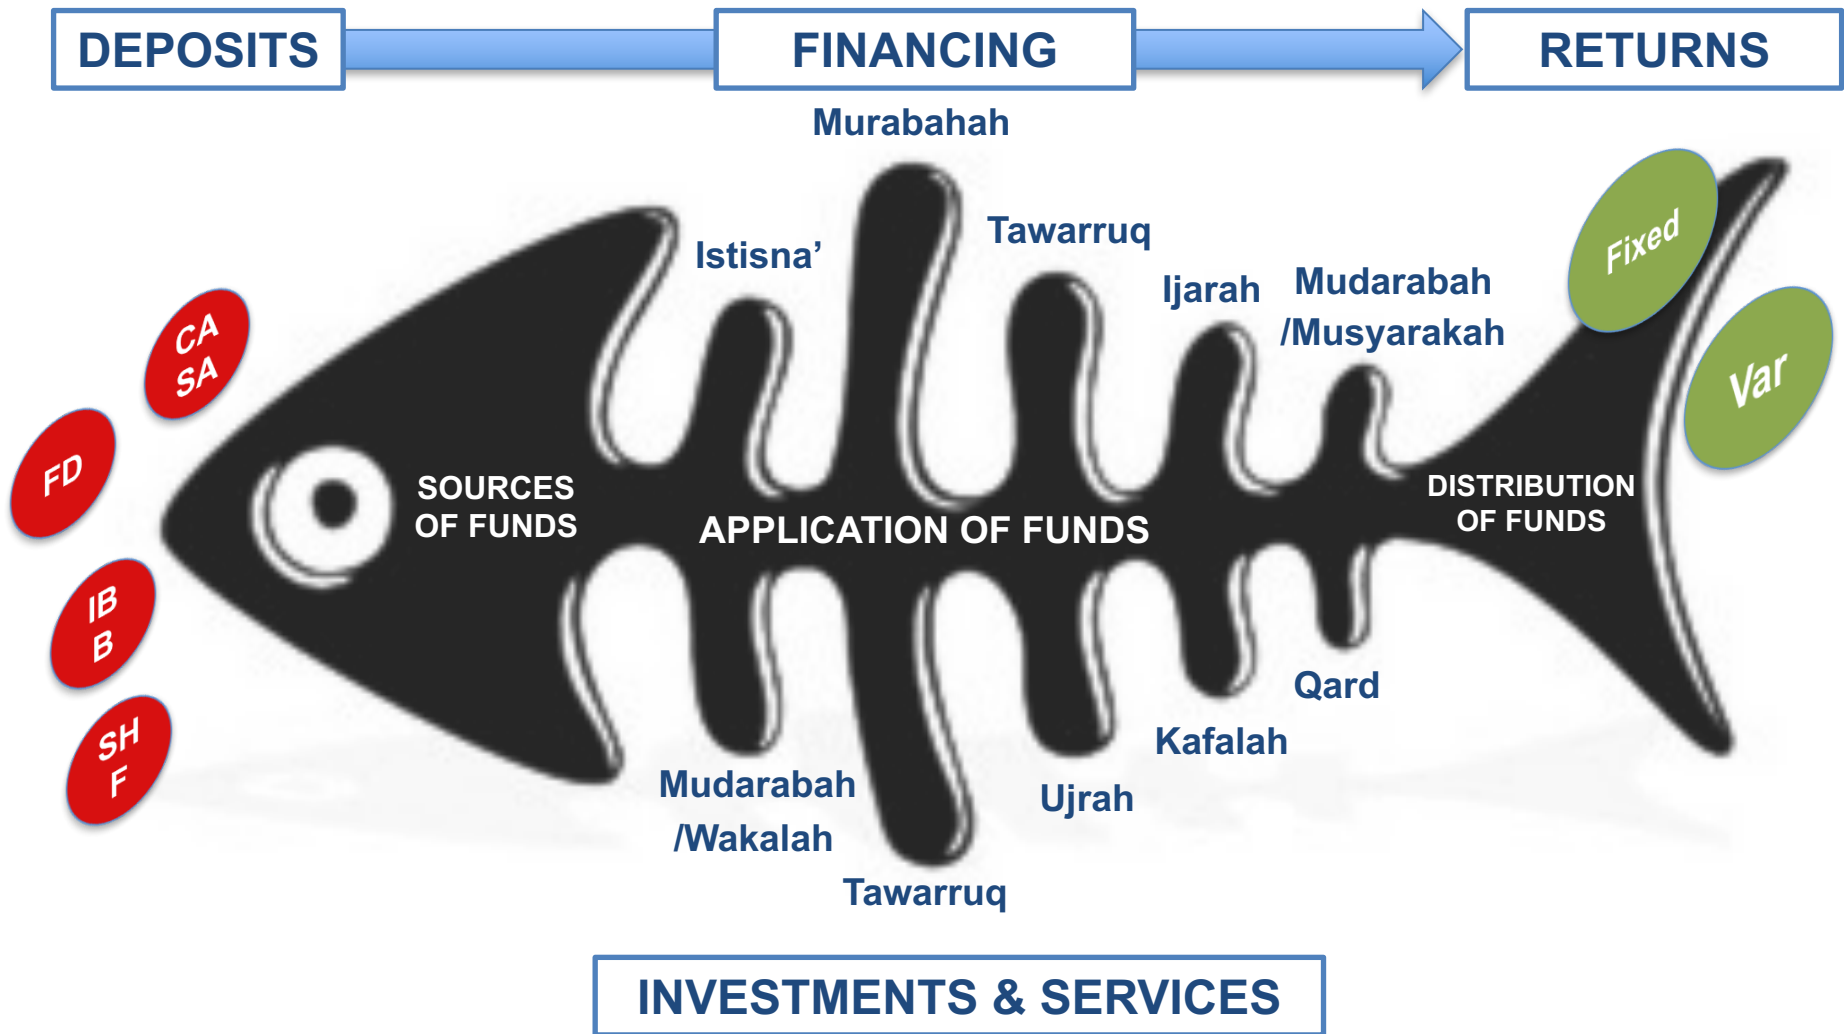 DEPOSITS
FINANCING
RETURNS
Murabahah
Istisna’
Tawarruq
Ijarah
Mudarabah
/Musyarakah
Fixed
Var
CA
SA
FD
IB
B
SH
F
SOURCES
OF FUNDS
APPLICATION OF FUNDS
DISTRIBUTION
OF FUNDS
Mudarabah
/Wakalah
Tawarruq
Ujrah
Kafalah
Qard
INVESTMENTS & SERVICES